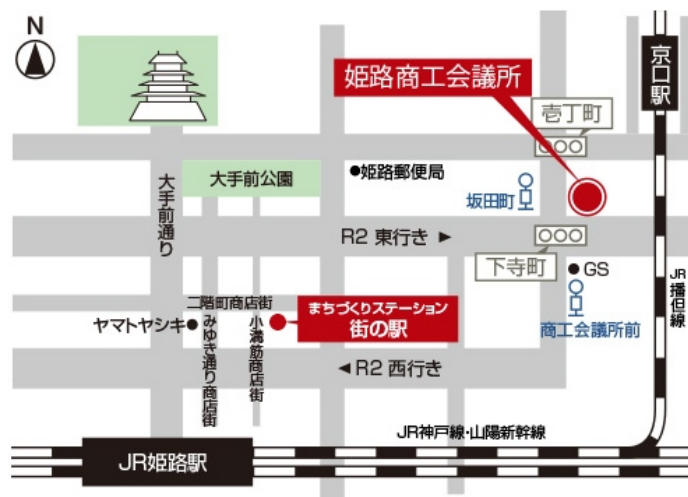 N
姫路商工会議所
京口駅
壱丁町
大手前公園
姫路郵便局
坂田町
大手前通り
R2 東行き ►
下寺町
GS
JR播但線
二階町商店街
まちづくりステーション
街の駅
商工会議所前
ヤマトヤシキ
みゆき通り商店街
小溝筋商店街
◄ R2 西行き
JR神戸線・山陽新幹線
JR姫路駅